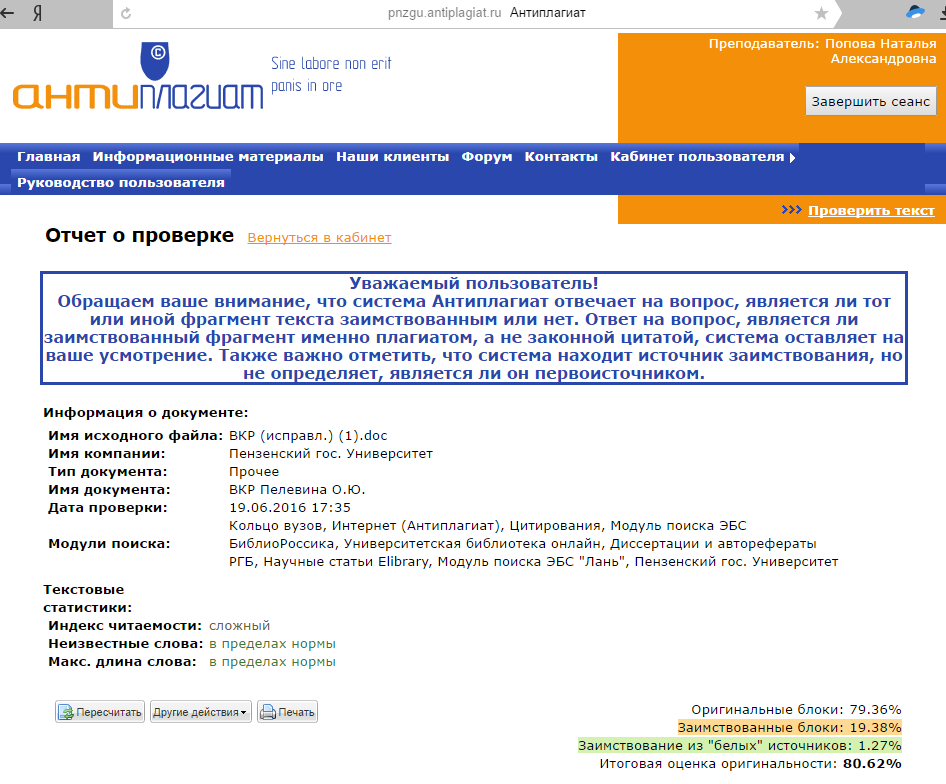 Я
pnzgu.antiplagiat.ru Антиплагиат
Преподаватель: Попова Наталья
Александровна
©
антиплагиат
Sine labore non erit
panis in ore
Завершить сеанс
Главная Информационные материалы Наши клиенты Форум Контакты Кабинет пользователя
Руководство пользователя
>>> Проверить текст
Отчет о проверке Вернуться в кабинет
Уважаемый пользователь!
Обращаем ваше внимание, что система Антиплагиат отвечает на вопрос, является ли тот
или иной фрагмент текста заимствованным или нет. Ответ на вопрос, является ли
заимствованный фрагмент именно плагиатом, а не законной цитатой, система оставляет на
ваше усмотрение. Также важно отметить, что система находит источник заимствования, но
не определяет, является ли он первоисточником.
Информация о документе:
Имя исходного файла: ВКР (исправл.) (1).doc
Имя компании: Пензенский гос. Университет
Тип документа: Прочее
Имя документа: ВКР Пелевина О.Ю.
Дата проверки: 19.06.2016 17:35
Кольцо вузов, Интернет (Антиплагиат), Цитирования, Модуль поиска ЭБС
Модули поиска: БиблиоРоссика, Университетская библиотека онлайн, Диссертации и авторефераты
РГБ, Научные статьи Elibrary, Модуль поиска ЭБС "Лань", Пензенский гос. Университет
Текстовые
статистики:
Индекс читаемости: сложный
Неизвестные слова: в пределах нормы
Макс. длина слова: в пределах нормы
Пересчитать Другие действия Печать
Оригинальные блоки: 79.36%
Заимствованные блоки: 19.38%
Заимствование из "белых" источников: 1.27%
Итоговая оценка оригинальности: 80.62%